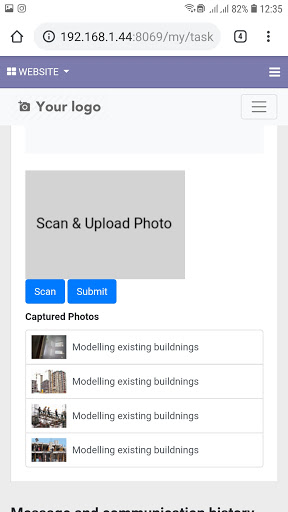 82% 12:35
192.168.1.44:8069/my/task
4
WEBSITE
Your logo
Scan & Upload Photo
Scan Submit
Captured Photos
Modelling existing buildnings
Modelling existing buildnings
Modelling existing buildnings
Modelling existing buildnings
Message and communication history